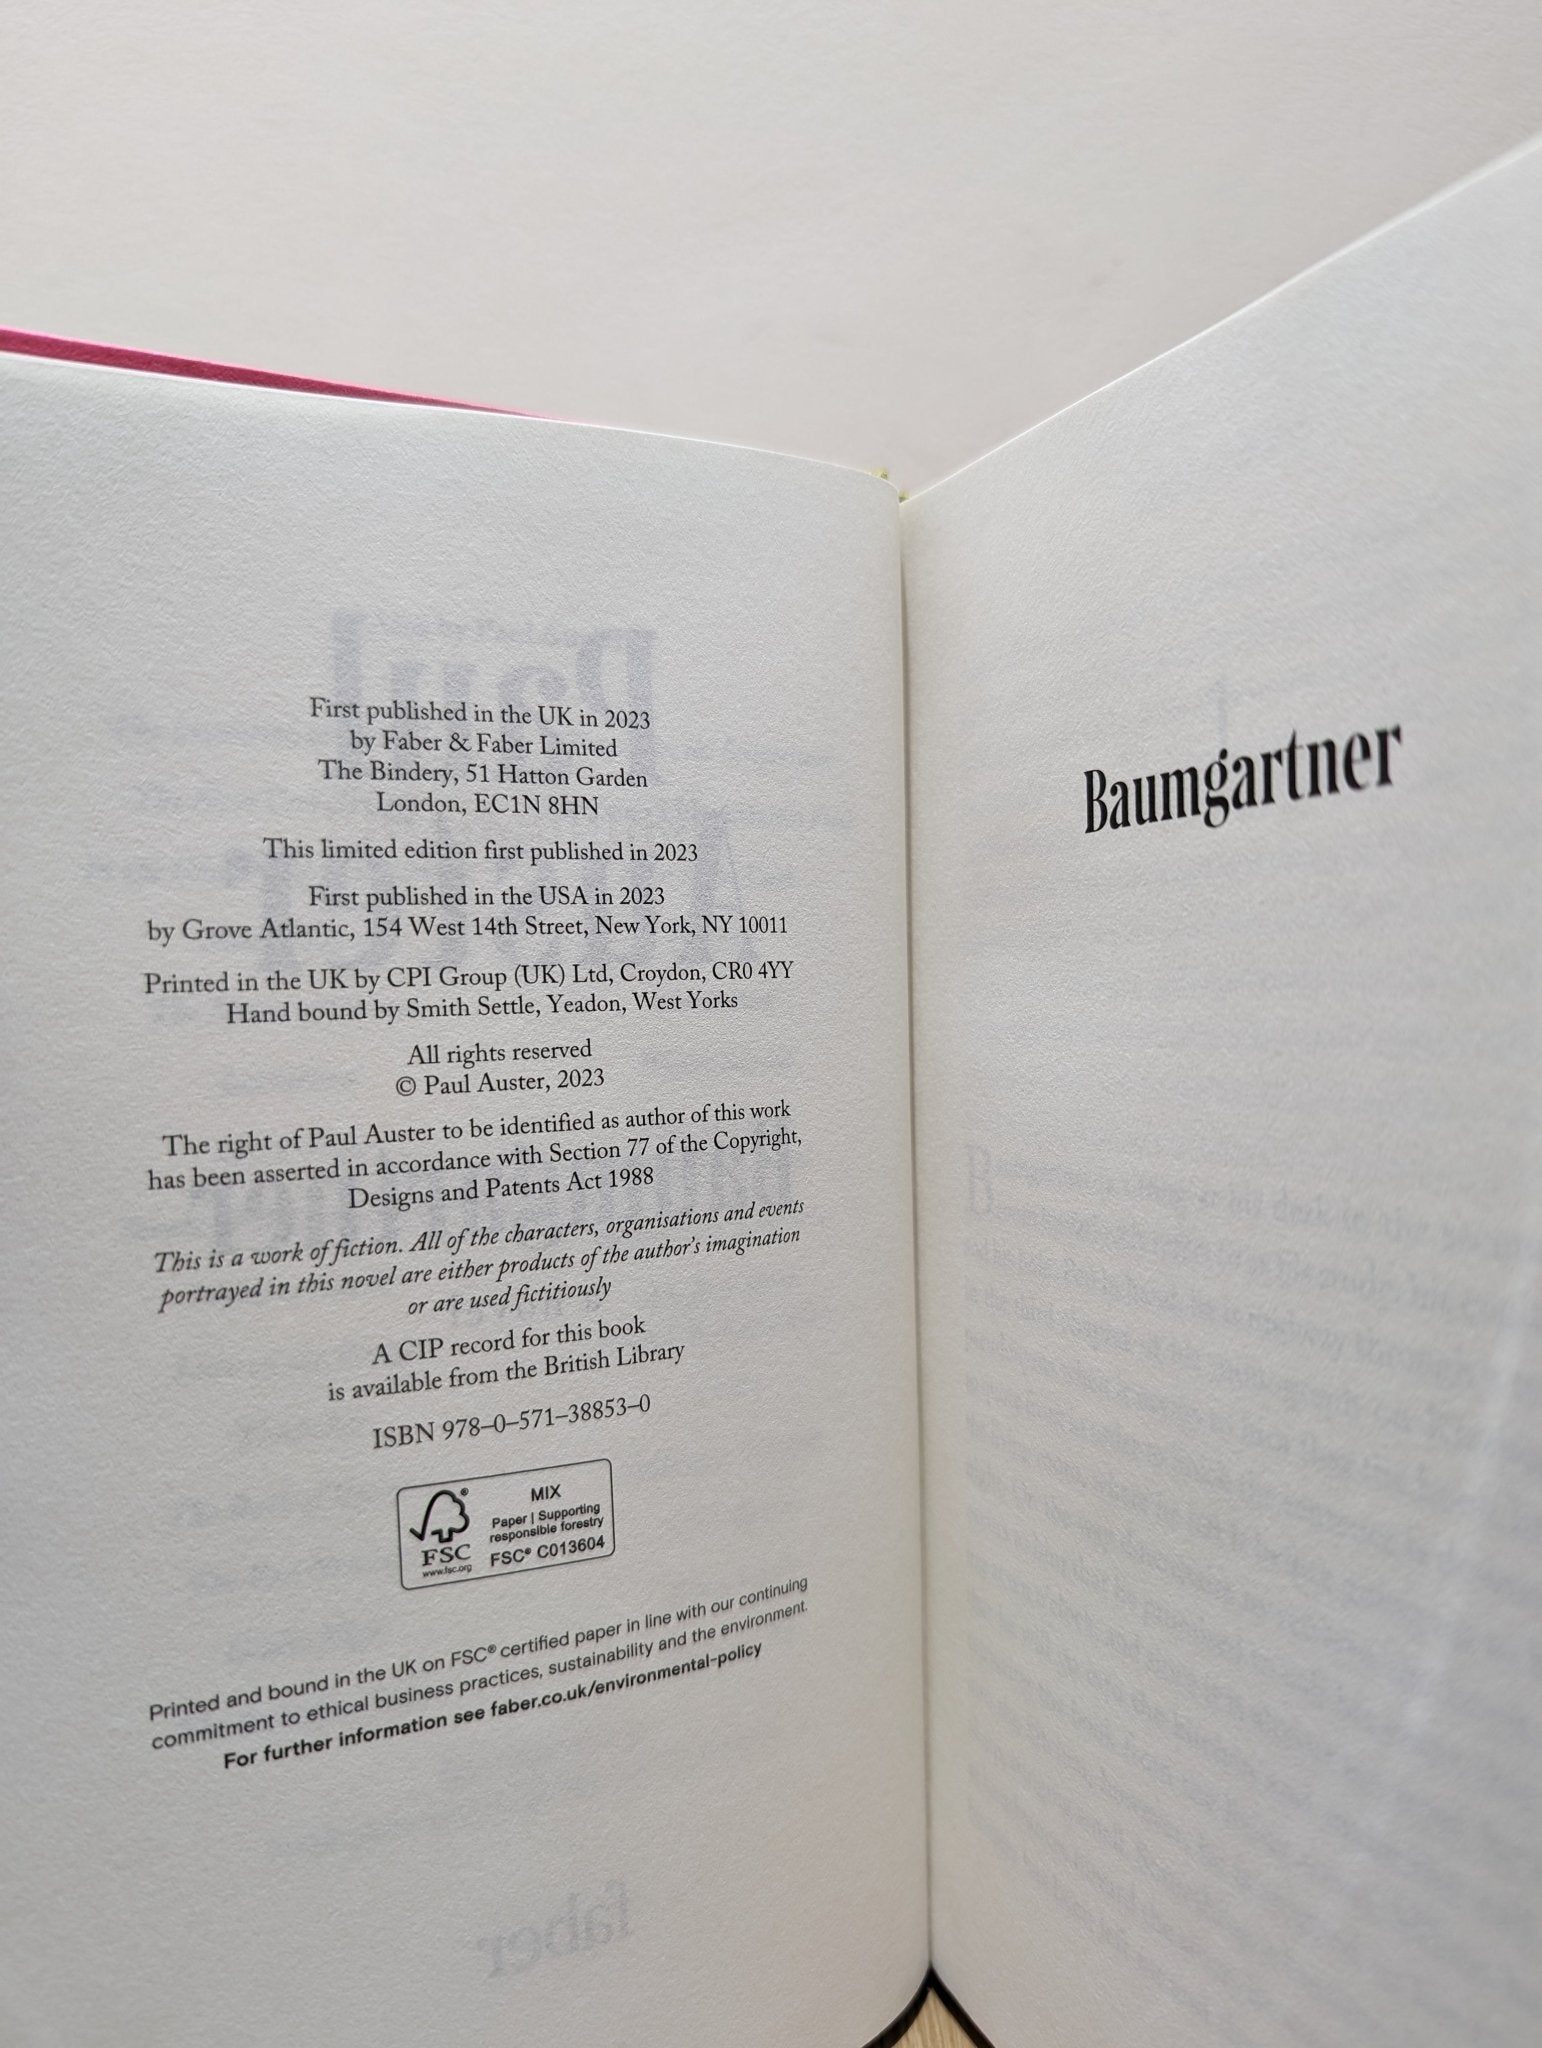 First published in the UK in 2023
by Faber & Faber Limited
The Bindery, 51 Hatton Garden
London, EC1N 8HN
This limited edition first published in 2023
First published in the USA in 2023
by Grove Atlantic, 154 West 14th Street, New York, NY 10011
Printed in the UK by CPI Group (UK) Ltd, Croydon, CR0 4YY
Hand bound by Smith Settle, Yeadon, West Yorks
All rights reserved
© Paul Auster, 2023
The right of Paul Auster to be identified as author of this work
has been asserted in accordance with Section 77 of the Copyright,
Designs and Patents Act 1988
This is a work of fiction. All of the characters, organisations and events
portrayed in this novel are either products of the author's imagination
or are used fictitiously
A CIP record for this book
is available from the British Library
ISBN 978–0–571–38853–0
MIX
Paper | Supporting
responsible forestry
FSC® C013604
®
FSC
www.fsc.org
Printed and bound in the UK on FSC® certified paper in line with our continuing
commitment to ethical business practices, sustainability and the environment.
For further information see faber.co.uk/environmental-policy
faber
Baumgartner